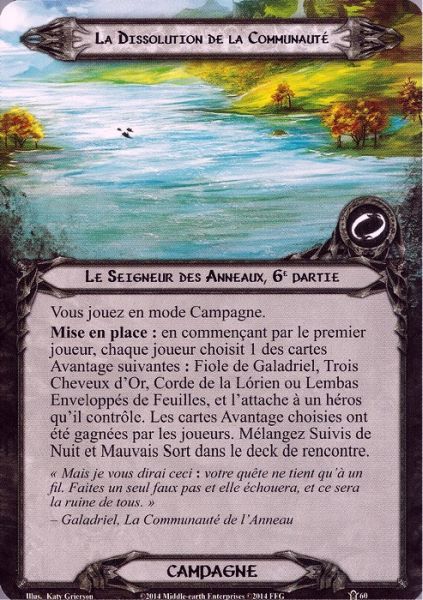 La Dissolution de la Communauté
Le Seigneur des Anneaux, 6e partie
Vous jouez en mode Campagne.
Mise en place : en commençant par le premier
joueur, chaque joueur choisit 1 des cartes
Avantage suivantes : Fiole de Galadriel, Trois
Cheveux d'Or, Corde de la Lórien ou Lembas
Enveloppés de Feuilles, et l'attache à un héros
qu'il contrôle. Les cartes Avantage choisies ont
été gagnées par les joueurs. Mélangez Suivis de
Nuit et Mauvais Sort dans le deck de rencontre.
« Mais je vous dirai ceci : votre quête ne tient qu'à un
fil. Faites un seul faux pas et elle échouera, et ce sera
la ruine de tous. »
– Galadriel, La Communauté de l'Anneau
CAMPAGNE
Illus. Katy Grierson ©2014 Middle-earth Enterprises ©2014 FFG 60